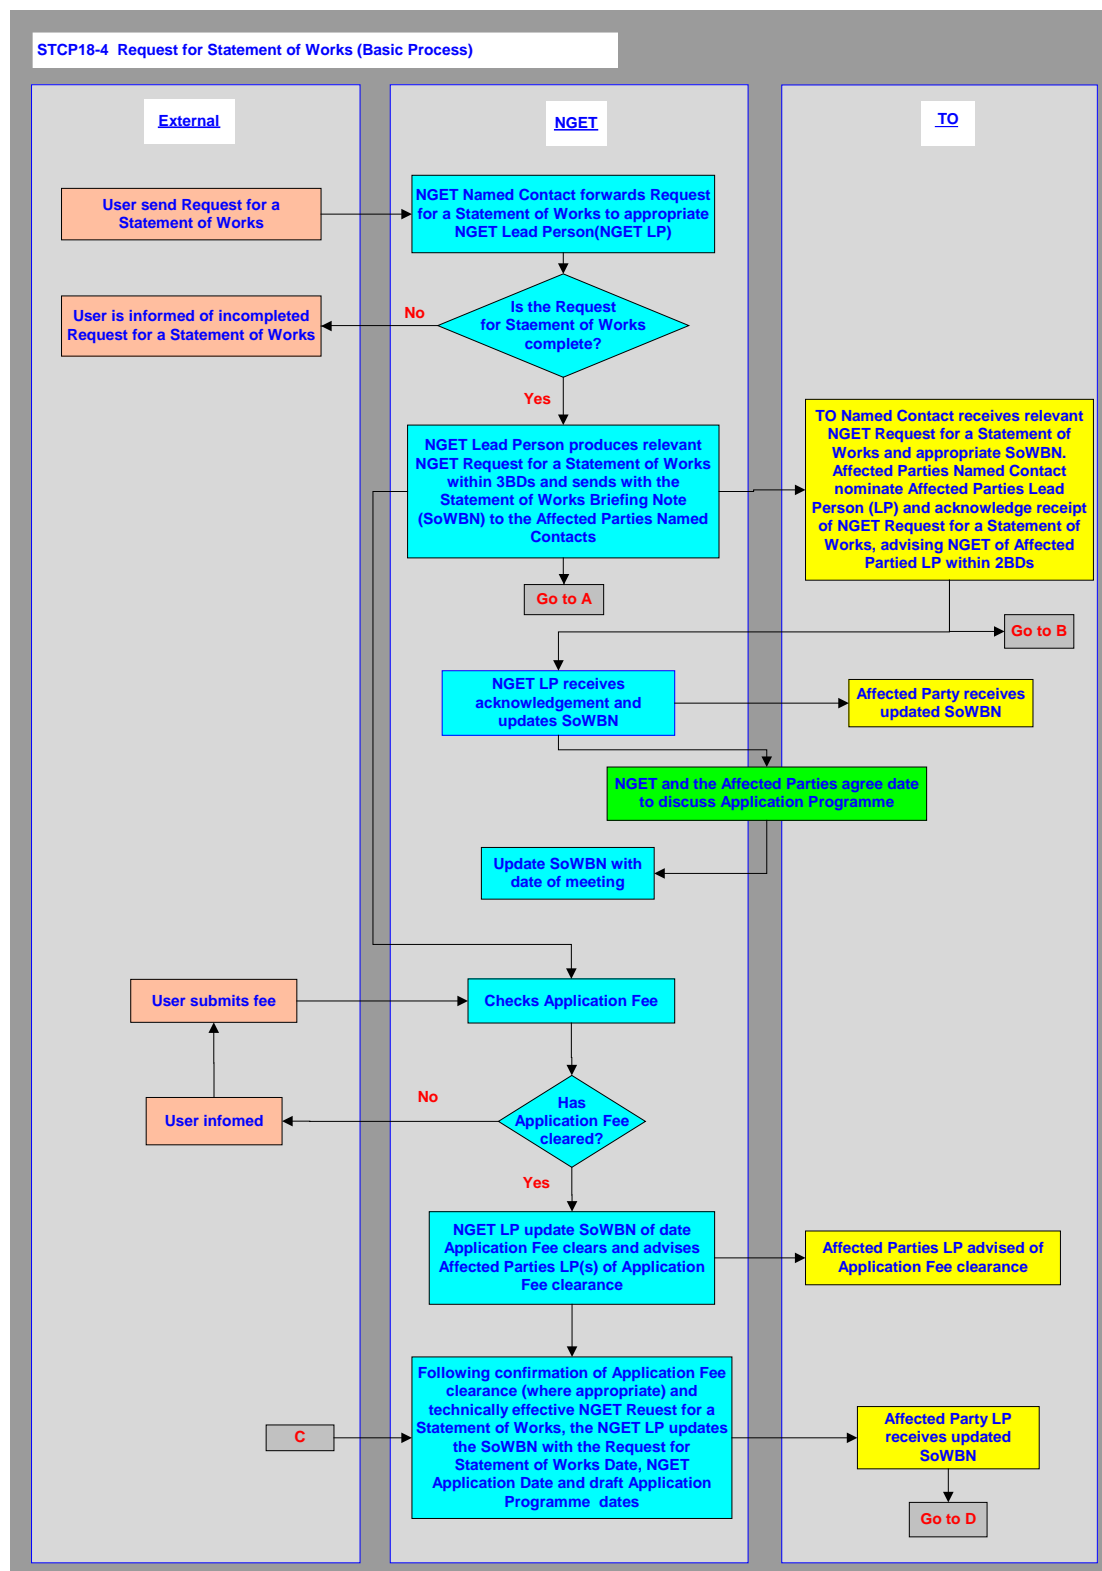 STCP18-4 Request for Statement of Works (Basic Process)
External
NGET
TO
User send Request for a
Statement of Works
NGET Named Contact forwards Request
for a Statement of Works to appropriate
NGET Lead Person(NGET LP)
User is informed of incompleted
Request for a Statement of Works
No
Is the Request
for Staement of Works
complete?
Yes
NGET Lead Person produces relevant
NGET Request for a Statement of Works
within 3BDs and sends with the
Statement of Works Briefing Note
(SoWBN) to the Affected Parties Named
Contacts
TO Named Contact receives relevant
NGET Request for a Statement of
Works and appropriate SoWBN.
Affected Parties Named Contact
nominate Affected Parties Lead
Person (LP) and acknowledge receipt
of NGET Request for a Statement of
Works, advising NGET of Affected
Partied LP within 2BDs
Go to A
Go to B
NGET LP receives
acknowledgement and
updates SoWBN
Affected Party receives
updated SoWBN
NGET and the Affected Parties agree date
to discuss Application Programme
Update SoWBN with
date of meeting
User submits fee
Checks Application Fee
User infomed
No
Has
Application Fee
cleared?
Yes
NGET LP update SoWBN of date
Application Fee clears and advises
Affected Parties LP(s) of Application
Fee clearance
Affected Parties LP advised of
Application Fee clearance
C
Following confirmation of Application Fee
clearance (where appropriate) and
technically effective NGET Reuest for a
Statement of Works, the NGET LP updates
the SoWBN with the Request for
Statement of Works Date, NGET
Application Date and draft Application
Programme dates
Affected Party LP
receives updated
SoWBN
Go to D